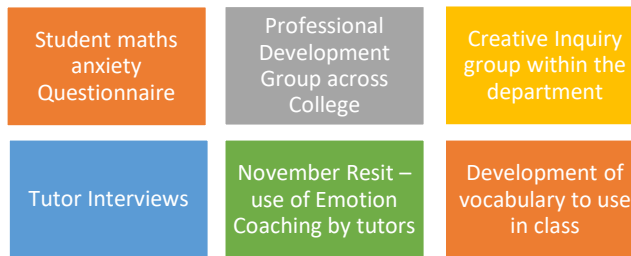 Student maths
anxiety
Questionnaire
Professional
Development
Group across
College
Creative Inquiry
group within the
department
Tutor Interviews
November Resit –
use of Emotion
Coaching by tutors
Development of
vocabulary to use
in class